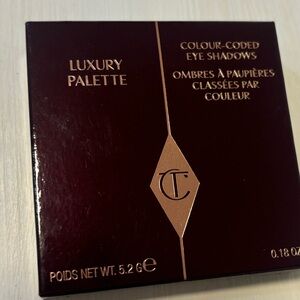 LUXURY
PALETTE
COLOUR-CODED
EYE SHADOWS
OMBRES À PAUPIÈRES
CLASSÉES PAR
COULEUR
CT
POIDS NET WT. 5.2 G℮
0.18 OZ